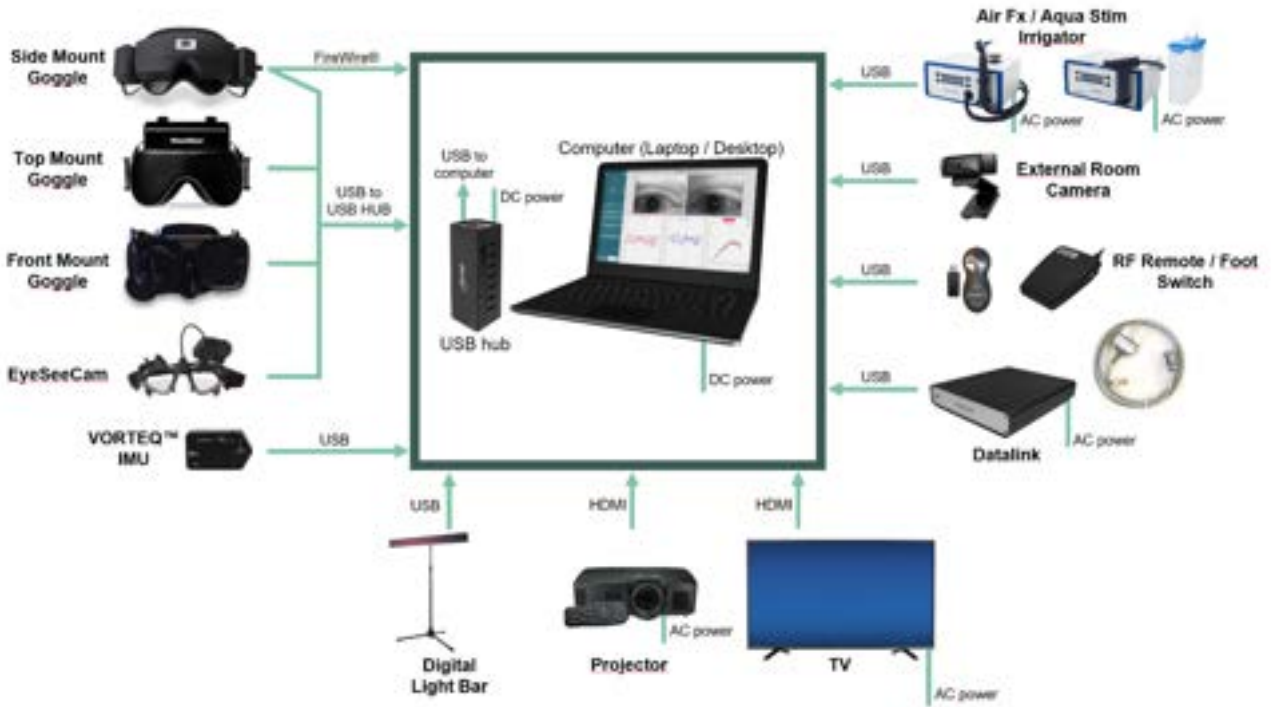 Side Mount
Goggle
FireWire®
Top Mount
Goggle
USB to
USB HUB
Front Mount
Goggle
EyeSeeCam
VORTEQ™
IMU
USB
USB to
computer
DC power
USB hub
Computer (Laptop / Desktop)
DC power
Air Fx / Aqua Stim
Irrigator
USB
AC power
AC power
USB
External Room
Camera
USB
RF Remote / Foot
Switch
USB
AC power
Datalink
USB
Digital
Light Bar
HDMI
AC power
Projector
HDMI
TV
AC power